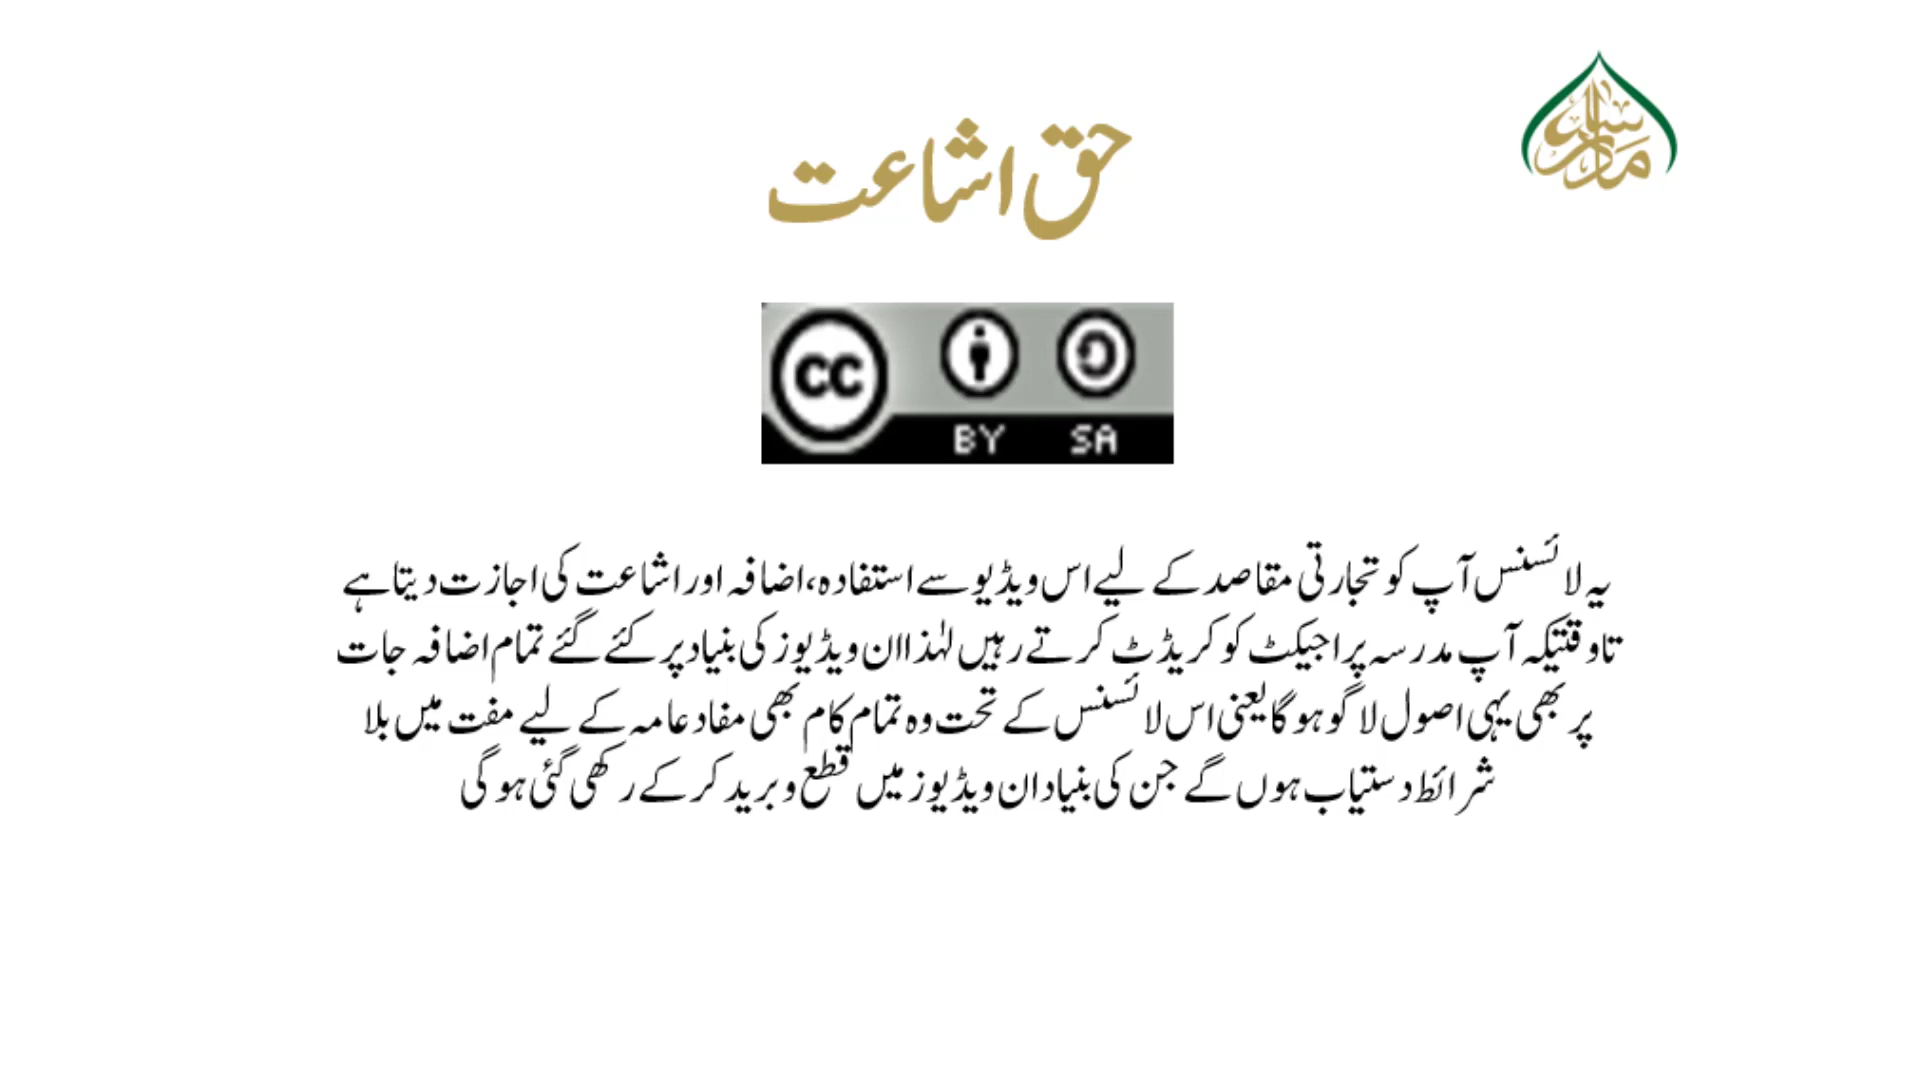 مدرسہ
حق اشاعت
cc
BY SA
یہ لائسنس آپ کو تجارتی مقاصد کے لیے اس ویڈیو سے استفادہ، اضافہ اور اشاعت کی اجازت دیتا ہے
تاوقتیکہ آپ مدرسہ پراجیکٹ کو کریڈٹ کرتے رہیں لہٰذا ان ویڈیوز کی بنیاد پر کئے گئے تمام اضافہ جات
پر بھی یہی اصول لاگو ہوگا یعنی اس لائسنس کے تحت وہ تمام کام بھی مفاد عامہ کے لیے مفت میں بلا
شرائط دستیاب ہوں گے جن کی بنیاد ان ویڈیوز میں قطع و برید کر کے رکھی گئی ہوگی